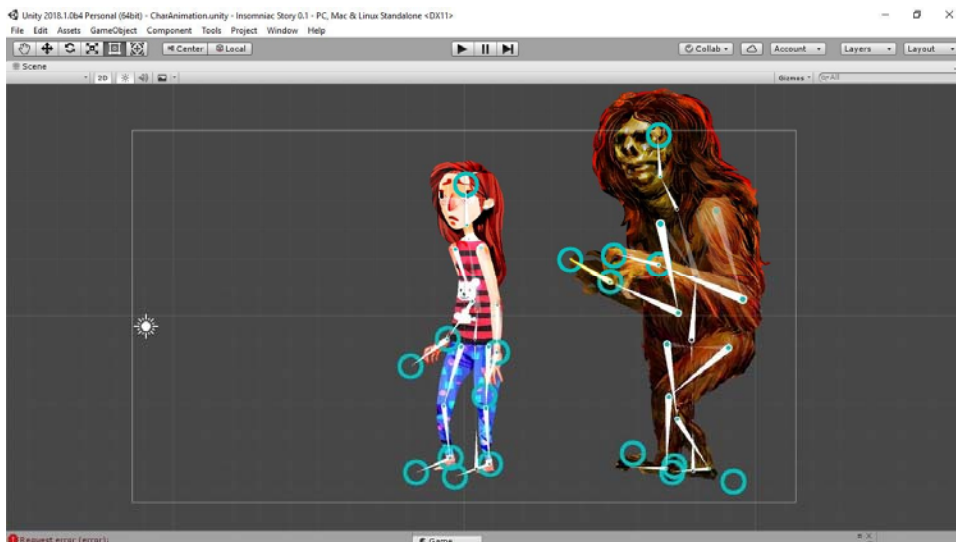 Unity 2018.1.0b4 Personal (64bit) - CharAnimation.unity - Insomniac Story 0.1 - PC, Mac & Linux Standalone <DX11>
File Edit Assets GameObject Component Tools Project Window Help
Center Local Collab Account Layers Layout
Scene
2D Gizmos All
Request error (error):
Game